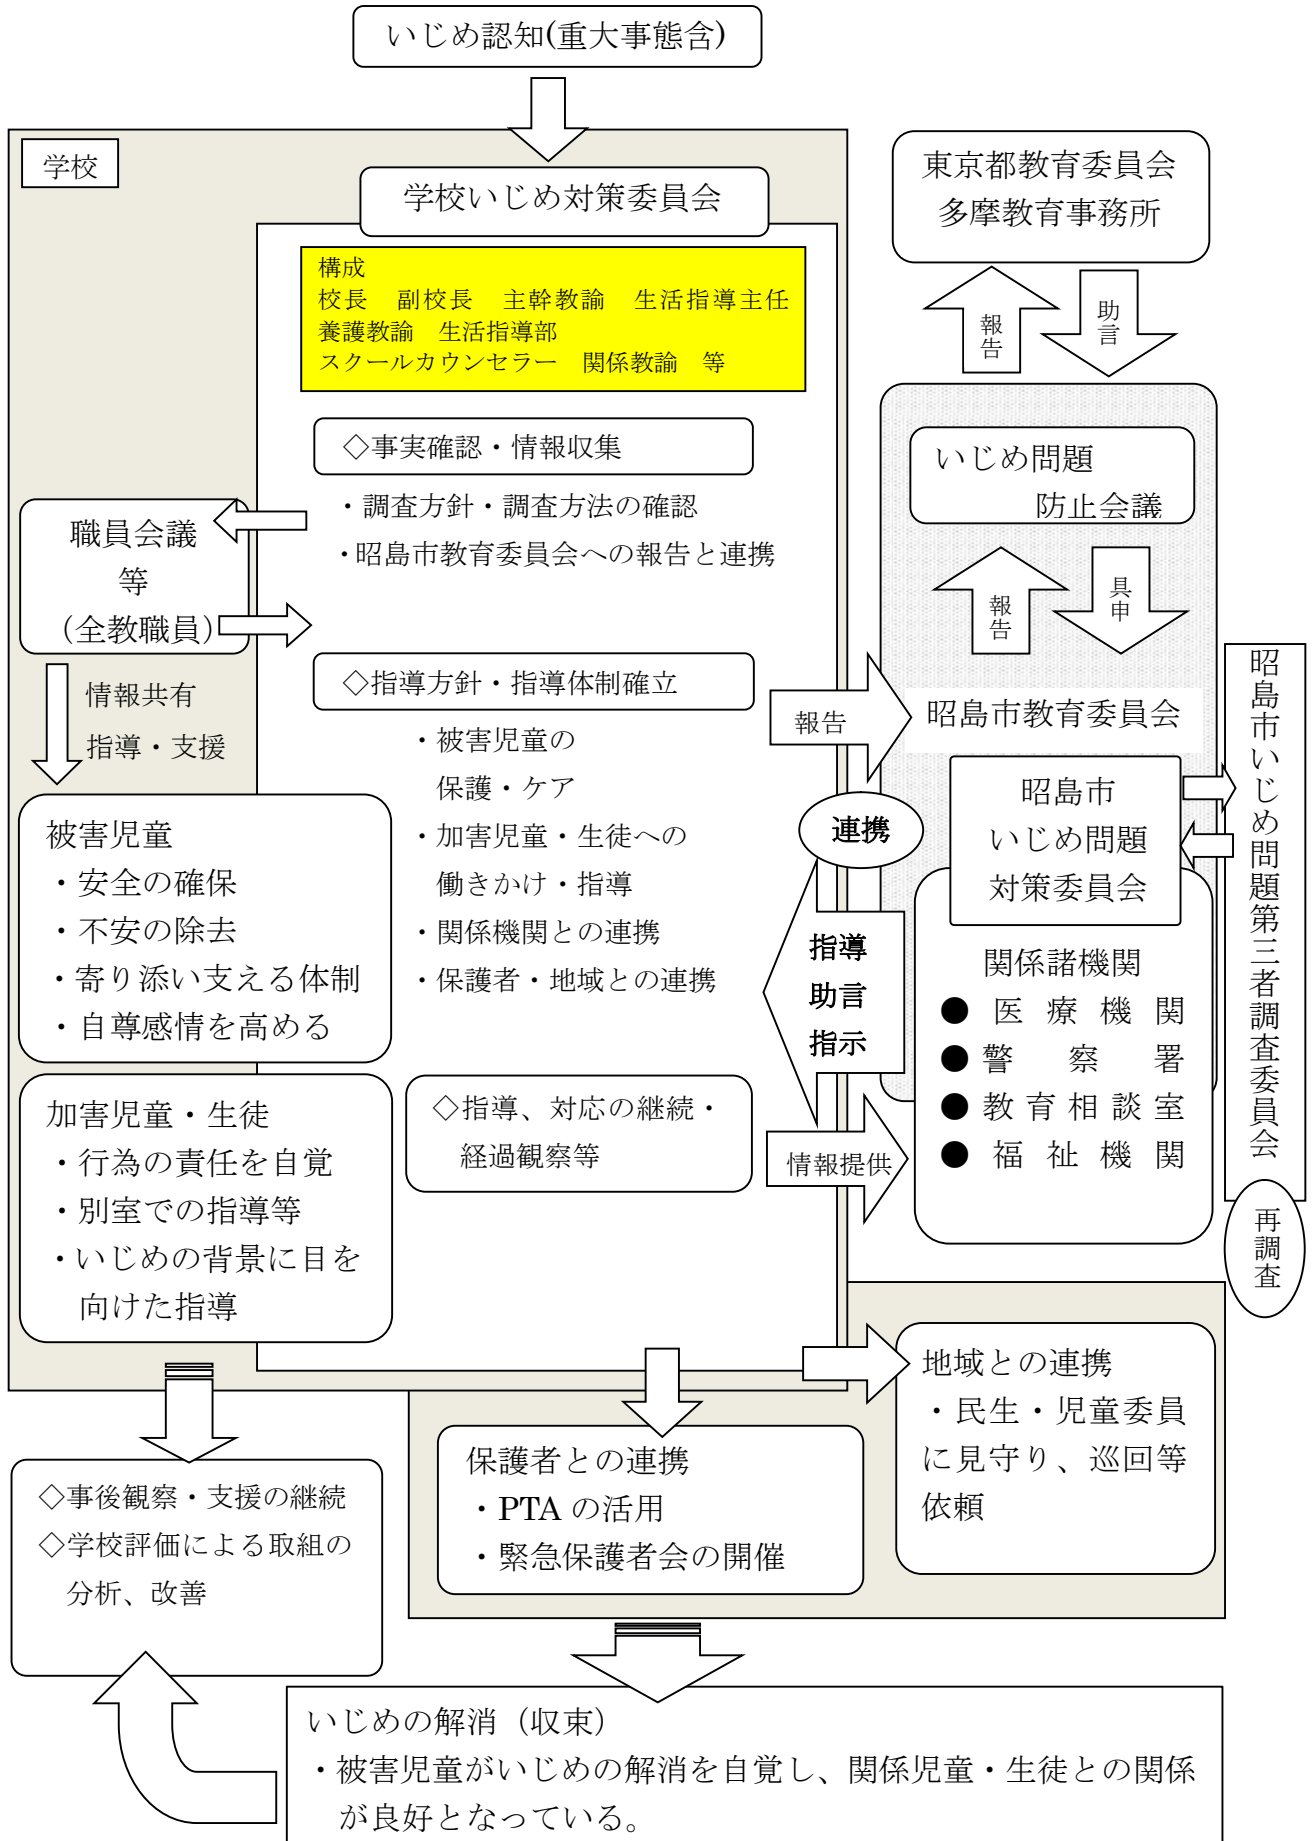 いじめ認知(重大事態含)
学校
学校いじめ対策委員会
構成
校長　副校長　主幹教諭　生活指導主任
養護教諭　生活指導部
スクールカウンセラー　関係教諭　等
◇事実確認・情報収集
・調査方針・調査方法の確認
・昭島市教育委員会への報告と連携
職員会議
等
（全教職員）
情報共有
指導・支援
◇指導方針・指導体制確立
・被害児童の
保護・ケア
・加害児童・生徒への
働きかけ・指導
・関係機関との連携
・保護者・地域との連携
被害児童
・安全の確保
・不安の除去
・寄り添い支える体制
・自尊感情を高める
加害児童・生徒
・行為の責任を自覚
・別室での指導等
・いじめの背景に目を
向けた指導
◇指導、対応の継続・
経過観察等
東京都教育委員会
多摩教育事務所
報告
助言
いじめ問題
防止会議
報告
具申
報告
昭島市教育委員会
連携
昭島市
いじめ問題
対策委員会
指導
助言
指示
関係諸機関
●医療機関
●警察署
●教育相談室
●福祉機関
情報提供
昭島市いじめ問題第三者調査委員会
再調査
地域との連携
・民生・児童委員
に見守り、巡回等
依頼
保護者との連携
・PTA の活用
・緊急保護者会の開催
◇事後観察・支援の継続
◇学校評価による取組の
分析、改善
いじめの解消（収束）
・被害児童がいじめの解消を自覚し、関係児童・生徒との関係
が良好となっている。